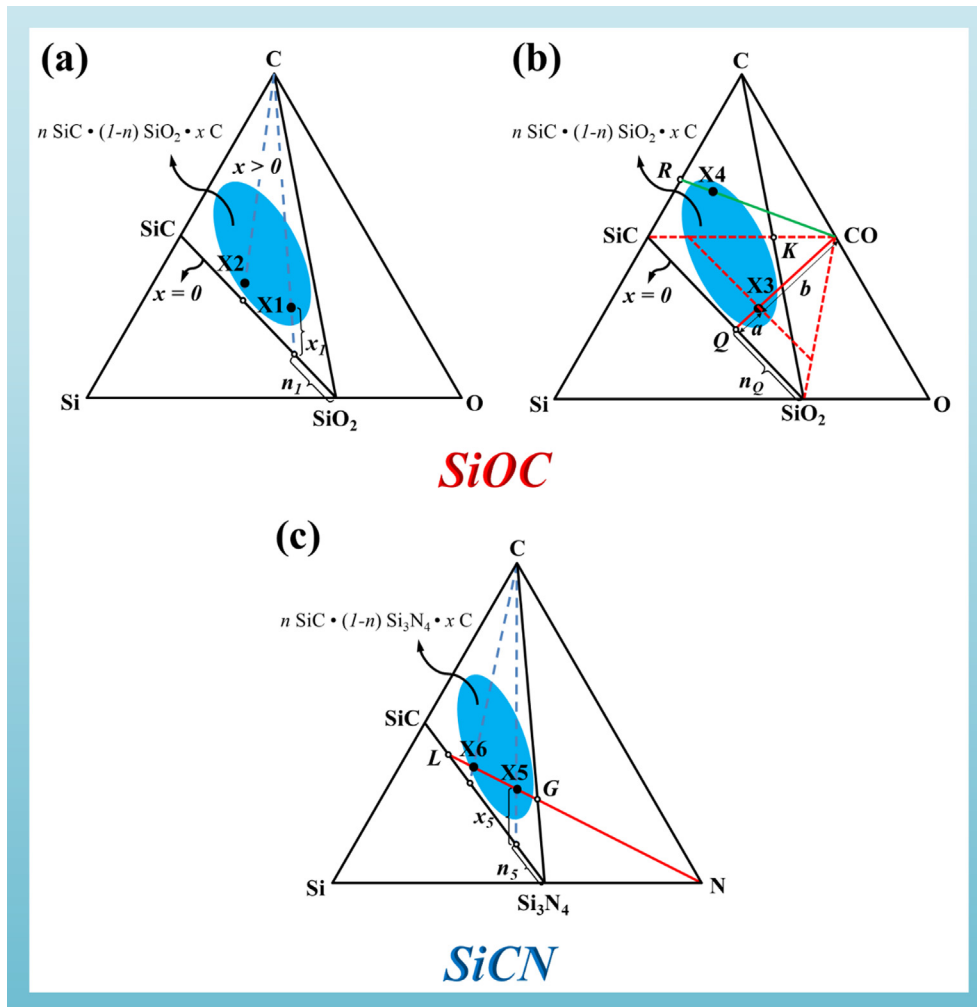 (a)
C
n SiC • (1-n) SiO₂ • x C
x > 0
SiC
X2
X1
x = 0
x₁
n₁
Si
SiO₂
O
(b)
C
n SiC • (1-n) SiO₂ • x C
R
X4
SiC
CO
K
x = 0
X3
b
a
Q
n_Q
Si
SiO₂
O
SiOC
(c)
C
n SiC • (1-n) Si₃N₄ • x C
SiC
L
X6
X5
G
x₅
n₅
Si
Si₃N₄
N
SiCN